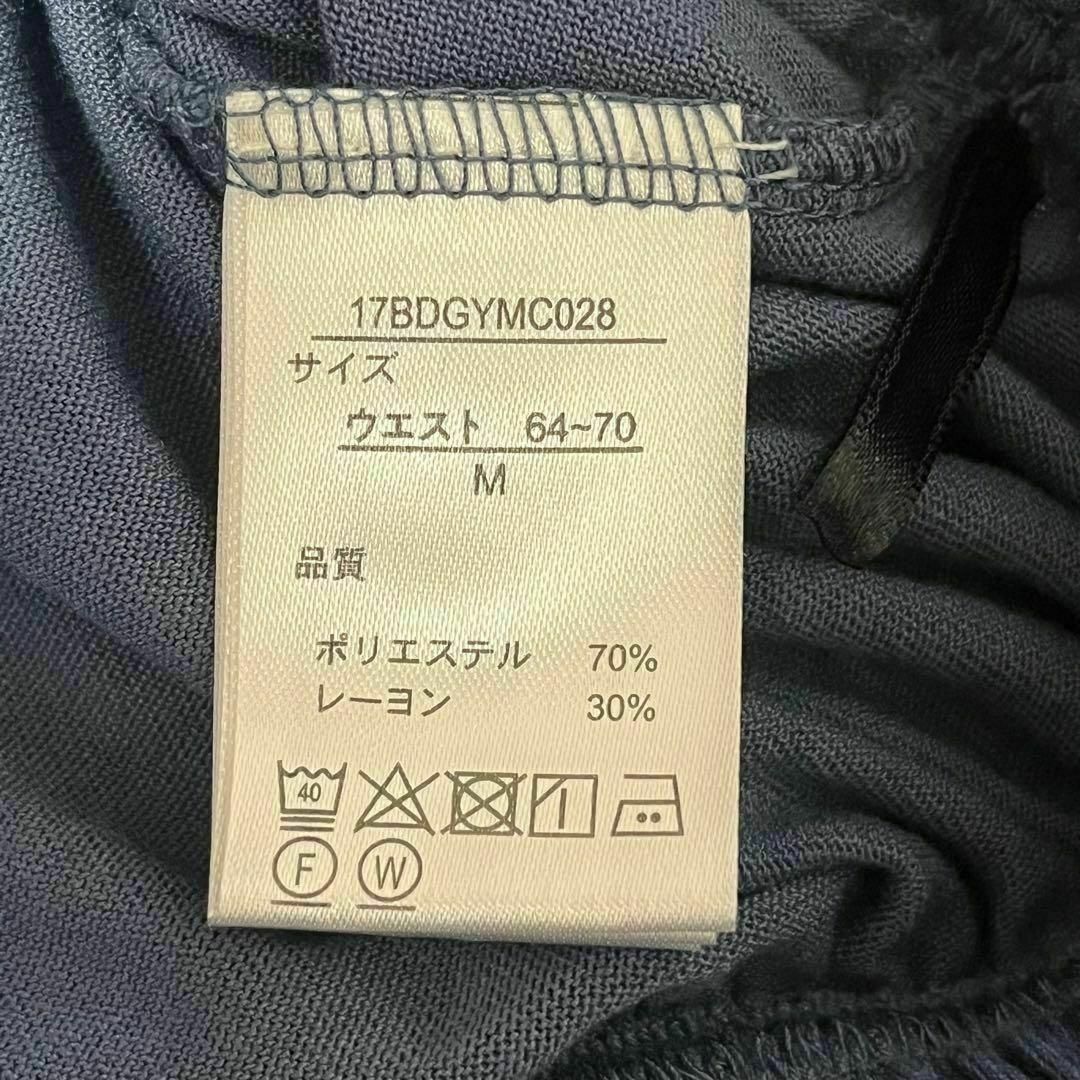 17BDGYMC028
サイズ
ウエスト 64~70
M
品質
ポリエステル 70%
レーヨン 30%
40
F W